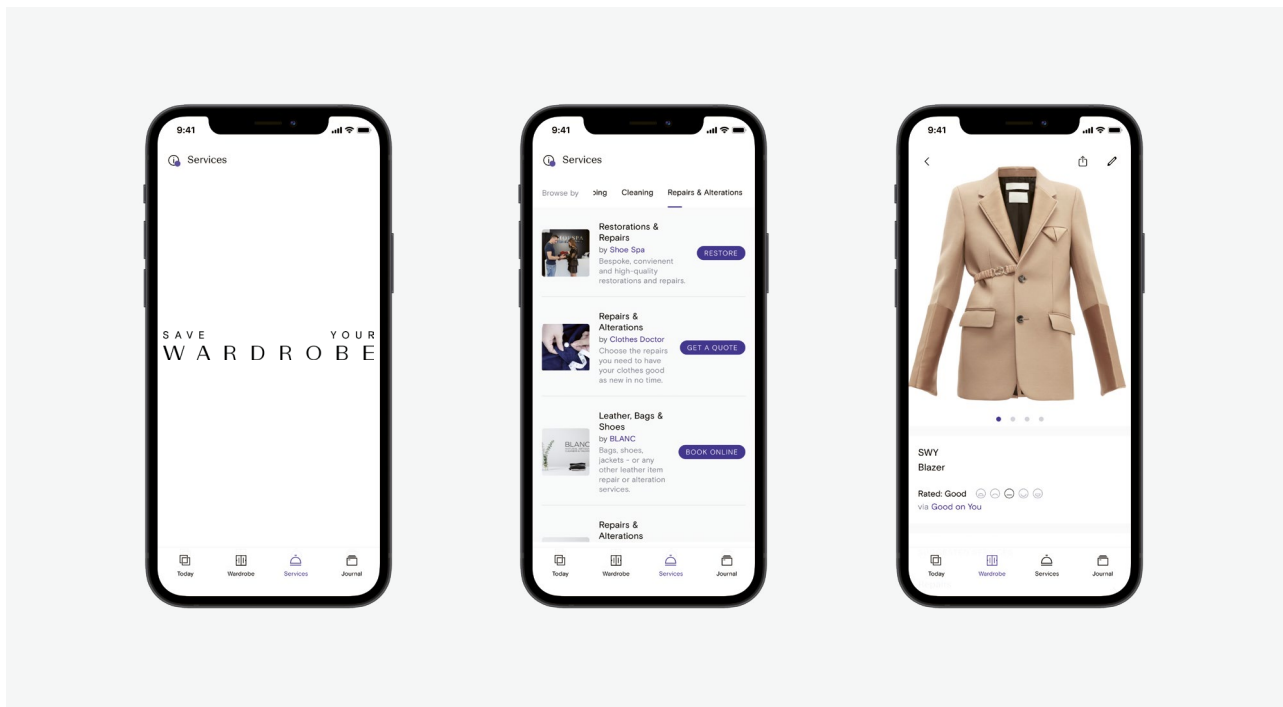 9:41
Services
SAVE YOUR
WARDROBE
Today Wardrobe Services Journal
9:41
Services
Browse by ping Cleaning Repairs & Alterations
Restorations &
Repairs
by Shoe Spa
Bespoke, convienent
and high-quality
restorations and repairs.
RESTORE
Repairs &
Alterations
by Clothes Doctor
Choose the repairs
you need to have
your clothes good
as new in no time.
GET A QUOTE
BLANC
Leather, Bags &
Shoes
by BLANC
Bags, shoes,
jackets - or any
other leather item
repair or alteration
services.
BOOK ONLINE
Repairs &
Alterations
Today Wardrobe Services Journal
9:41
SWY
Blazer
Rated: Good
via Good on You
Today Wardrobe Services Journal